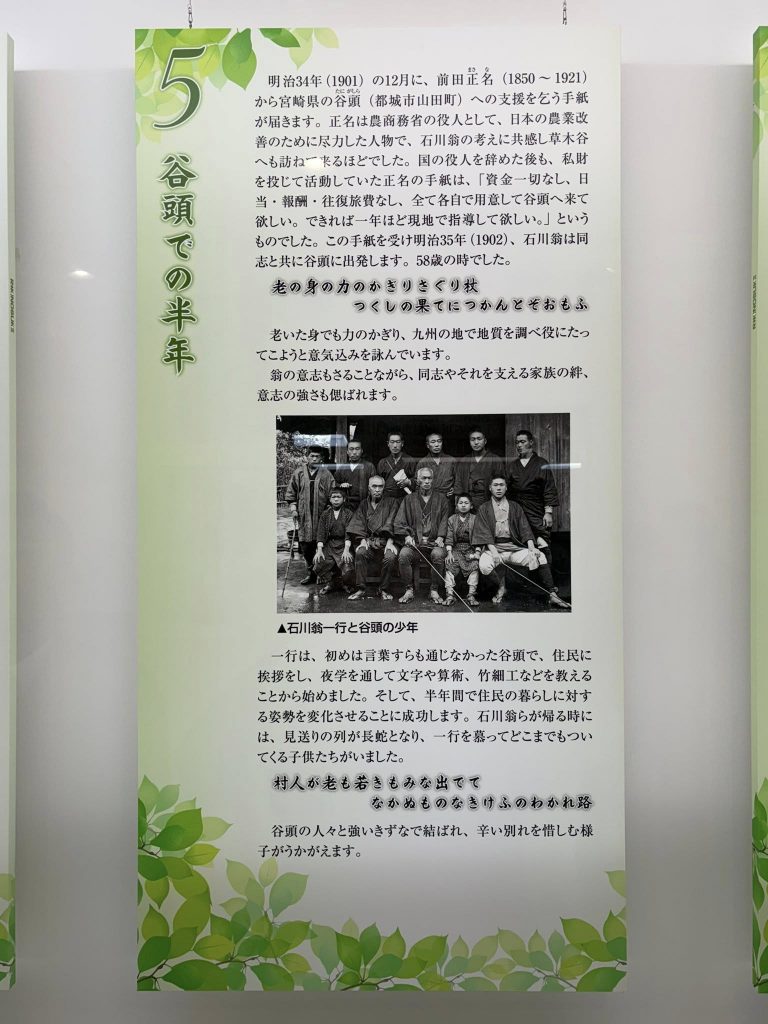 5 谷頭での半年
明治34年(1901)の12月に、前田正名(1850~1921)
から宮崎県の谷頭(都城市山田町)への支援を乞う手紙
が届きます。正名は農商務省の役人として、日本の農業改
善のために尽力した人物で、石川翁の考えに共感し草木谷
へも訪ねて来るほどでした。国の役人を辞めた後も、私財
を投じて活動していた正名の手紙は、「資金一切なし、日
当・報酬・往復旅費なし、全て各自で用意して谷頭へ来て
欲しい。できれば一年ほど現地で指導して欲しい。」という
ものでした。この手紙を受け明治35年(1902)、石川翁は同
志と共に谷頭に出発します。58歳の時でした。
老の身の力のかぎりさぐり杖
つくしの果てにつかんとぞおもふ
老いた身でも力のかぎり、九州の地で地質を調べ役にたっ
てこようと意気込みを詠んでいます。
翁の意志もさることながら、同志やそれを支える家族の絆、
意志の強さも偲ばれます。
▲石川翁一行と谷頭の少年
一行は、初めは言葉すらも通じなかった谷頭で、住民に
挨拶をし、夜学を通して文字や算術、竹細工などを教える
ことから始めました。そして、半年間で住民の暮らしに対す
る姿勢を変化させることに成功します。石川翁らが帰る時に
は、見送りの列が長蛇となり、一行を慕ってどこまでもつい
てくる子供たちがいました。
村人が老も若きもみな出でて
なかぬものなきけふのわかれ路
谷頭の人々と強いきずなで結ばれ、辛い別れを惜しむ様
子がうかがえます。